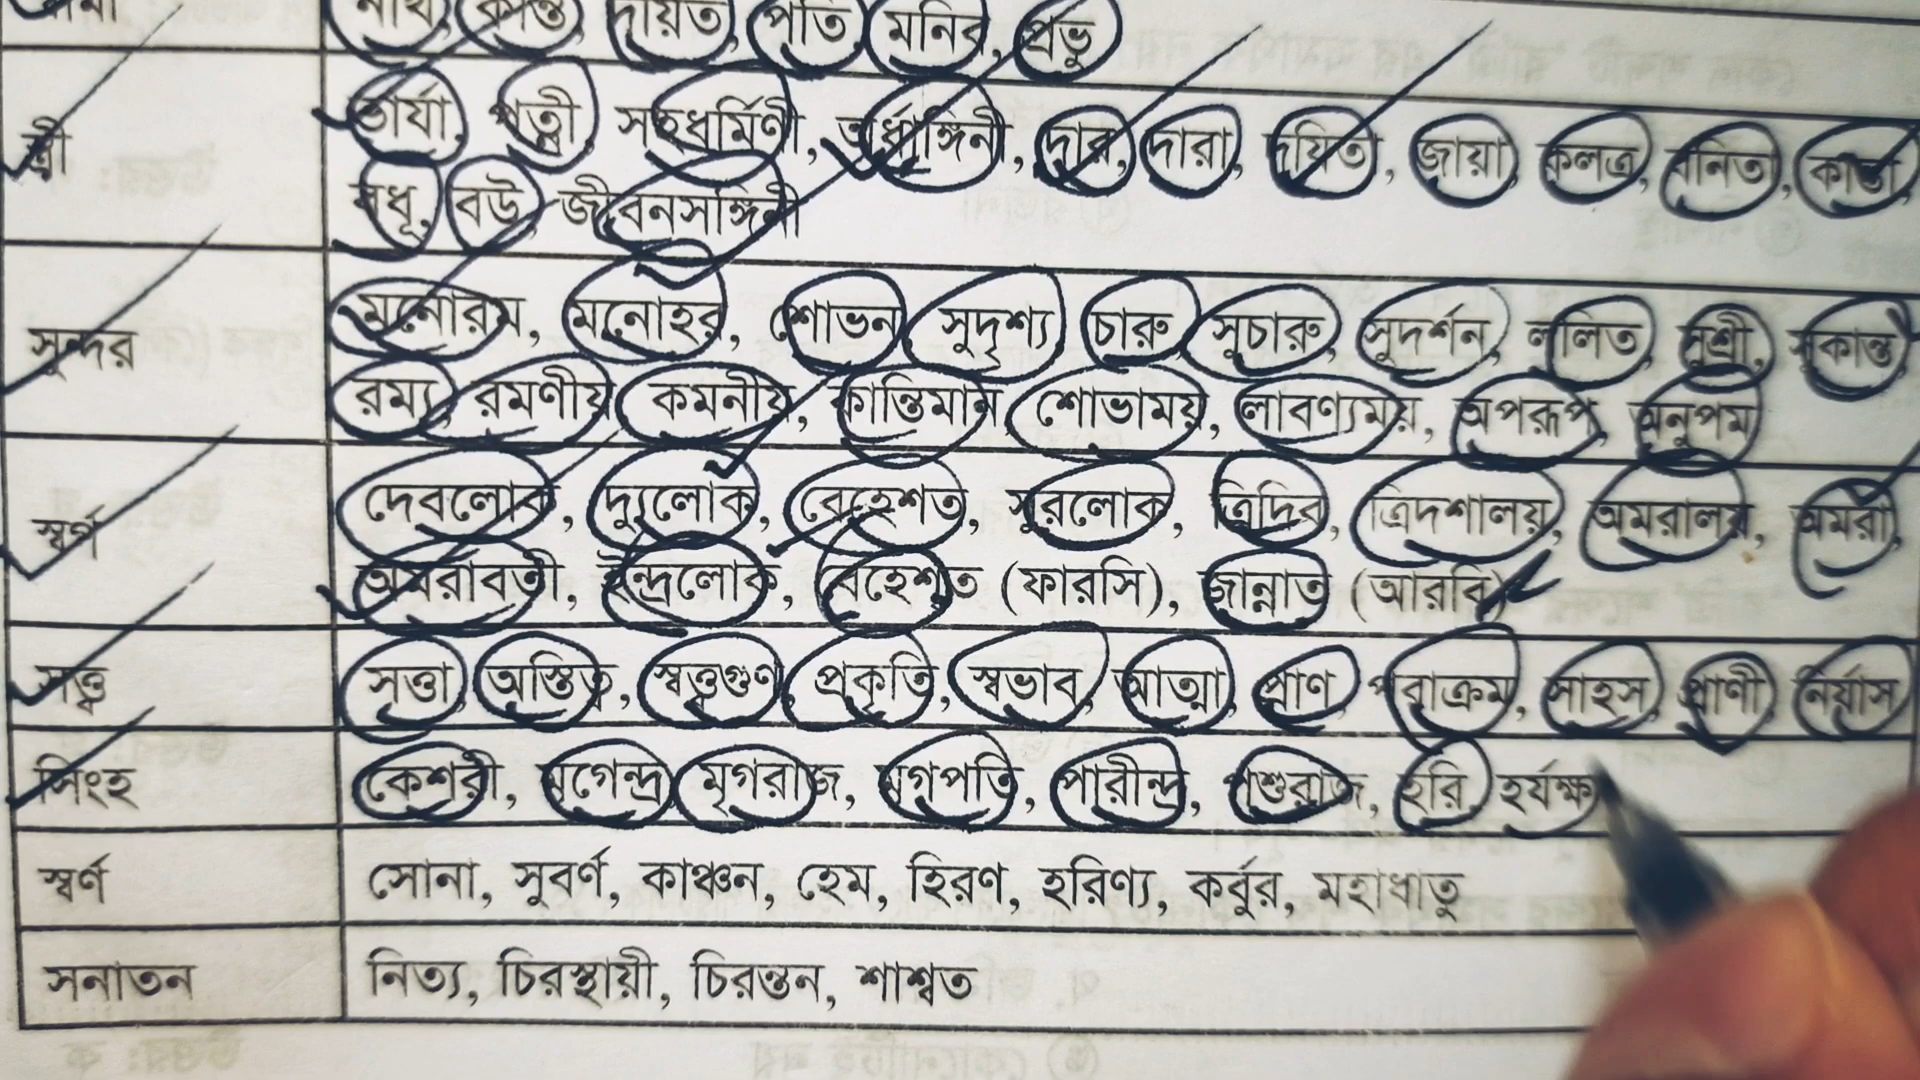 নাথ, কান্ত, দয়িত, পতি, মনিব, প্রভু
স্ত্রী
ভার্যা, পত্নী, সহধর্মিণী, অর্ধাঙ্গিনী, দার, দারা, দয়িতা, জায়া, কলত্র, বনিতা, কান্তা,
বধূ, বউ, জীবনসঙ্গিনী
সুন্দর
মনোরম, মনোহর, শোভন, সুদৃশ্য, চারু, সুচারু, সুদর্শন, ললিত, সুশ্রী, সুকান্ত,
রম্য, রমণীয়, কমনীয়, কান্তিমান, শোভাময়, লাবণ্যময়, অপরূপ, অনুপম
স্বর্গ
দেবলোক, দ্যুলোক, বেহেশত, সুরলোক, ত্রিদিব, ত্রিদশালয়, অমরালয়, অমরা,
অমরাবতী, ইন্দ্রলোক, বেহেশত (ফারসি), জান্নাত (আরবি)
সত্ত্ব
সত্তা, অস্তিত্ব, স্বত্ত্বগুণ, প্রকৃতি, স্বভাব, আত্মা, প্রাণ, পরাক্রম, সাহস, প্রাণী, নির্যাস
সিংহ
কেশরী, মৃগেন্দ্র, মৃগরাজ, মৃগপতি, পারীন্দ্র, পশুরাজ, হরি, হর্যক্ষ
স্বর্ণ
সোনা, সুবর্ণ, কাঞ্চন, হেম, হিরণ, হরিণ্য, কর্বুর, মহাধাতু
সনাতন
নিত্য, চিরস্থায়ী, চিরন্তন, শাশ্বত